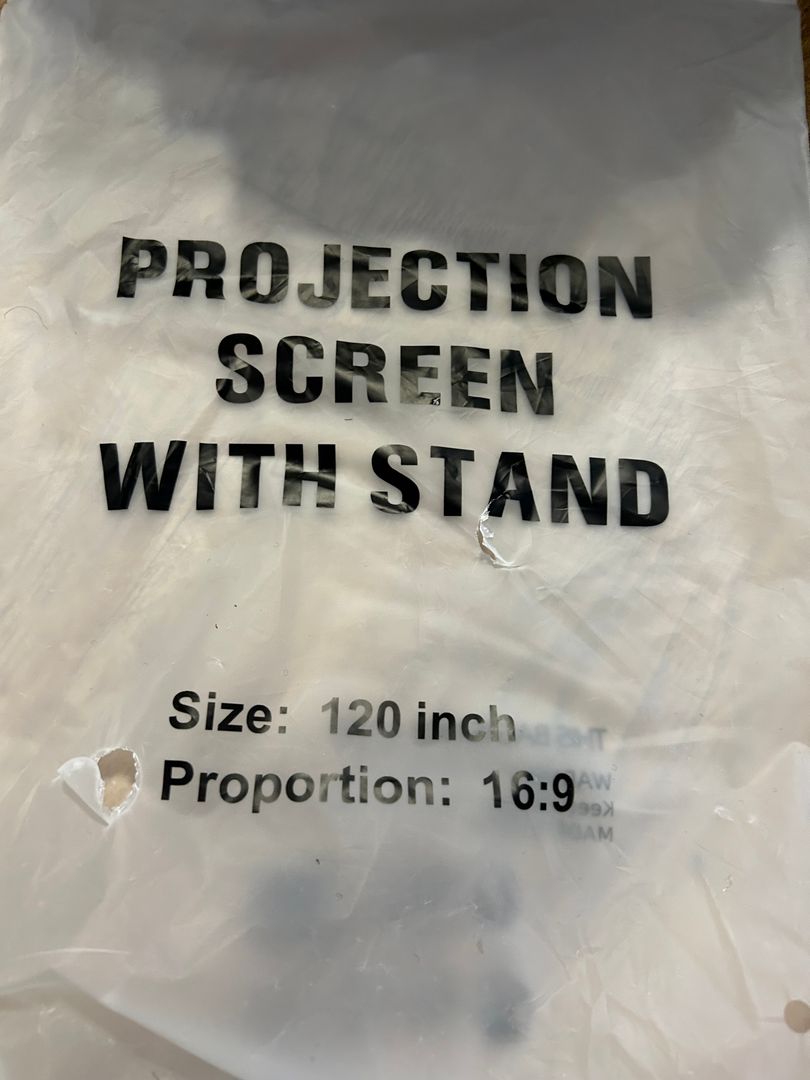 PROJECTION
SCREEN
WITH STAND
Size: 120 inch
Proportion: 16:9